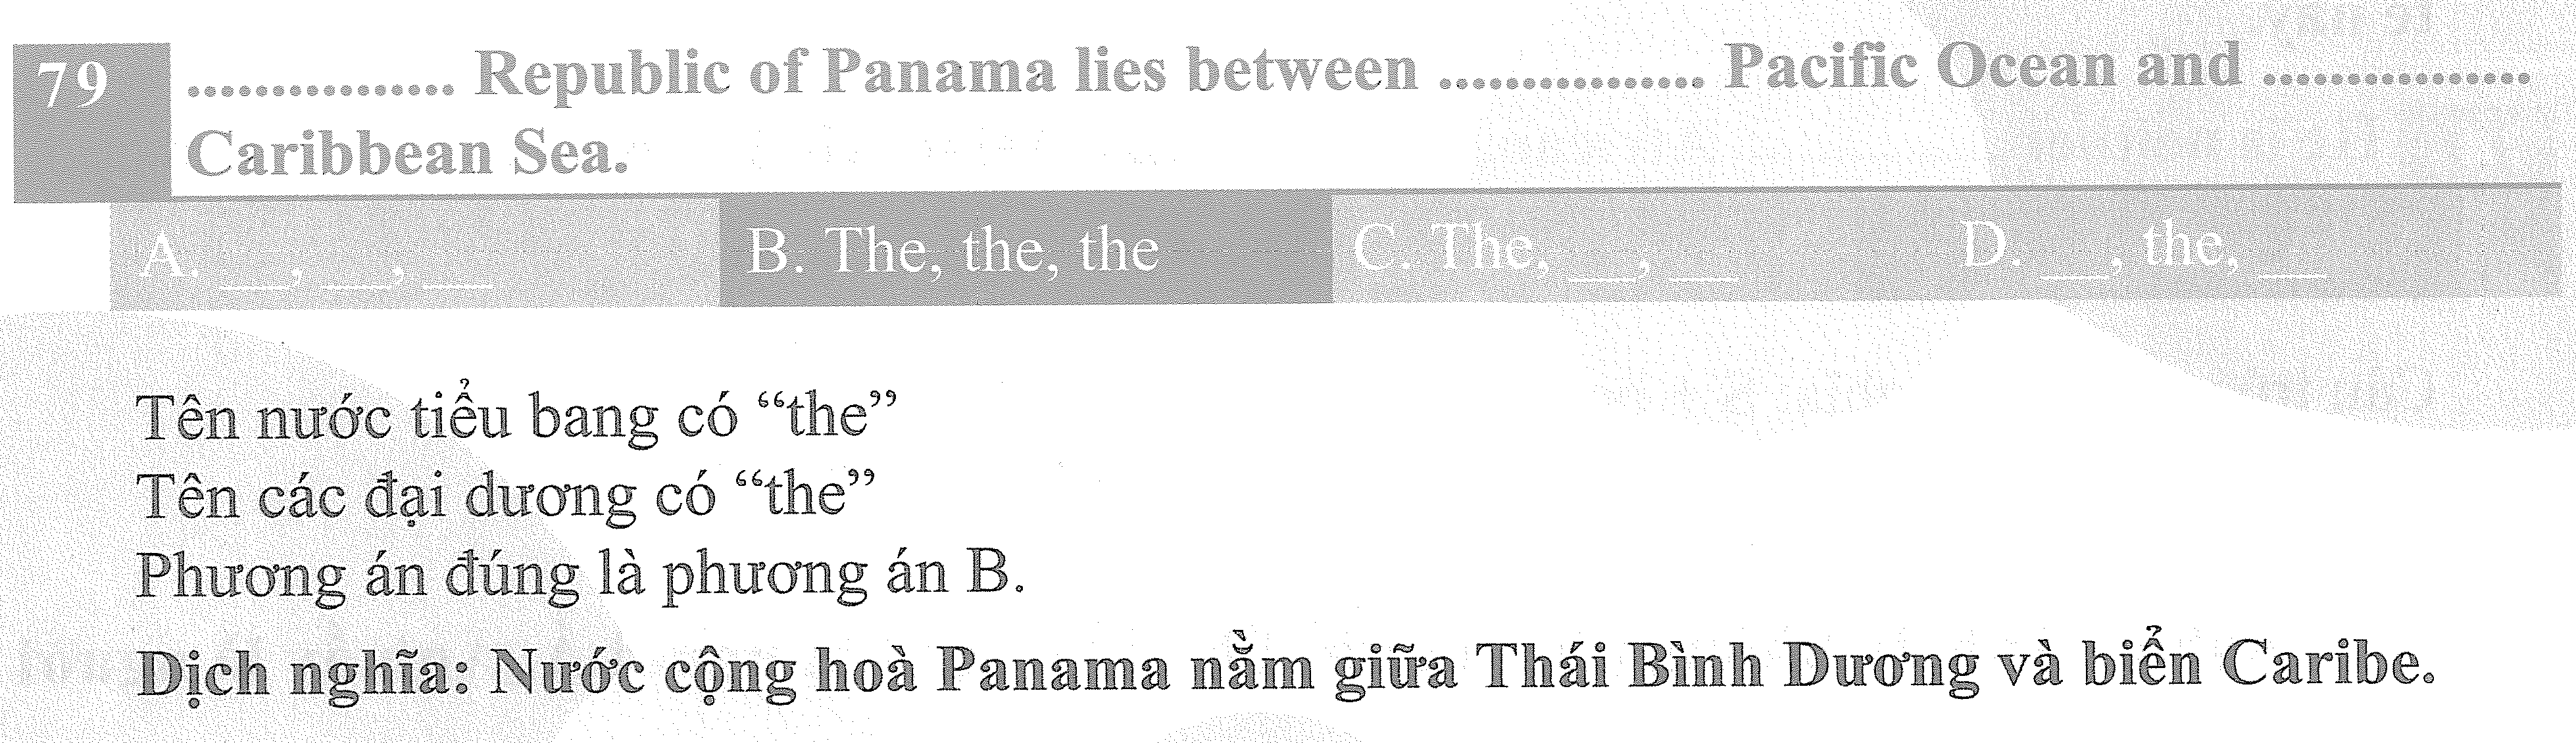 79 ................ Republic of Panama lies between ................ Pacific Ocean and ................
Caribbean Sea.
A. __, __, __ B. The, the, the C. The, __, __ D. __, the, __
Tên nước tiểu bang có “the”
Tên các đại dương có “the”
Phương án đúng là phương án B.
Dịch nghĩa: Nước cộng hoà Panama nằm giữa Thái Bình Dương và biển Caribe.